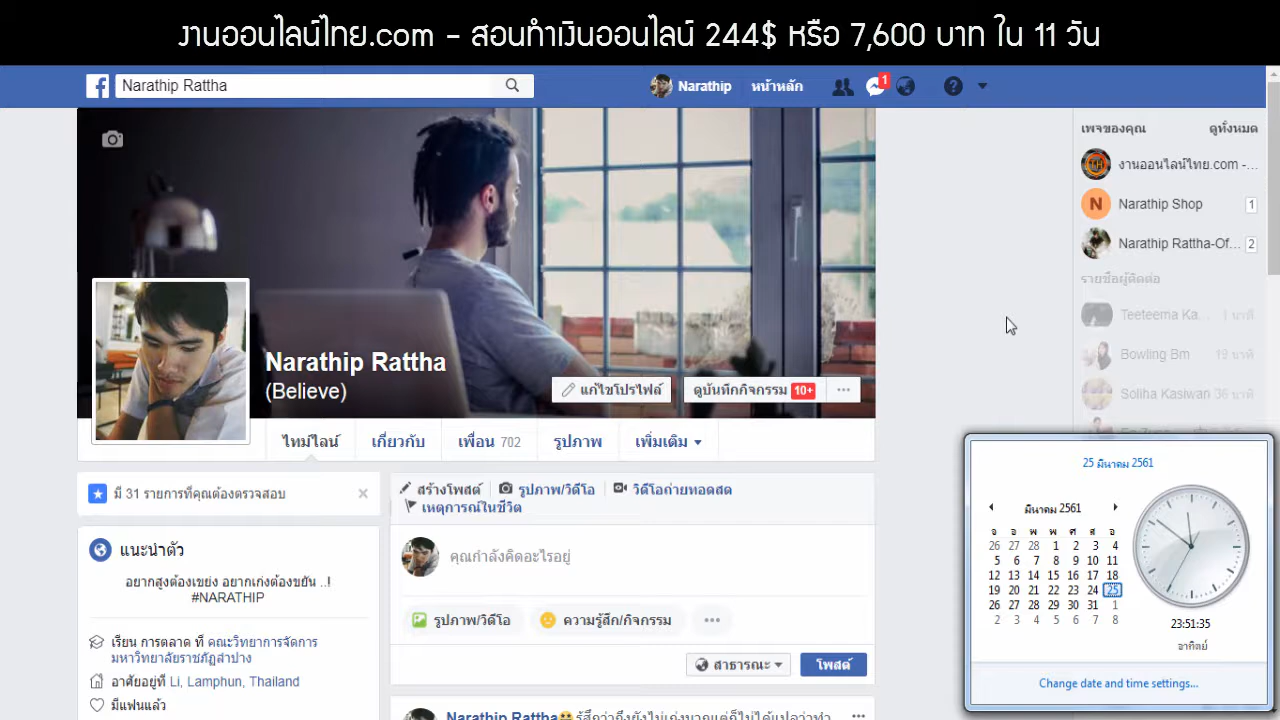 งานออนไลน์ไทย.com - สอนทำเงินออนไลน์ 244$ หรือ 7,600 บาท ใน 11 วัน
Narathip Rattha
Narathip
หน้าหลัก
1
Narathip Rattha
(Believe)
แก้ไขโปรไฟล์
ดูบันทึกกิจกรรม 10+
ไทม์ไลน์
เกี่ยวกับ
เพื่อน 702
รูปภาพ
เพิ่มเติม
มี 31 รายการที่คุณต้องตรวจสอบ
แนะนำตัว
อยากสูงต้องเขย่ง อยากเก่งต้องขยัน ..!
#NARATHIP
เรียน การตลาด ที่ คณะวิทยาการจัดการ
มหาวิทยาลัยราชภัฏลำปาง
อาศัยอยู่ที่ Li, Lamphun, Thailand
มีแฟนแล้ว
สร้างโพสต์
รูปภาพ/วิดีโอ
วิดีโอถ่ายทอดสด
เหตุการณ์ในชีวิต
คุณกำลังคิดอะไรอยู่
รูปภาพ/วิดีโอ
ความรู้สึก/กิจกรรม
สาธารณะ
โพสต์
Narathip Rattha
เพจของคุณ ดูทั้งหมด
งานออนไลน์ไทย.com -...
N
Narathip Shop 1
Narathip Rattha-Of... 2
รายชื่อผู้ติดต่อ
Teeteema Ka... 1 นาที
Bowling Bm 19 นาที
Soliha Kasiwan 36 นาที
25 มีนาคม 2561
มีนาคม 2561
จ อ พ พ ศ ส อ
26 27 28 1 2 3 4
5 6 7 8 9 10 11
12 13 14 15 16 17 18
19 20 21 22 23 24 25
26 27 28 29 30 31 1
2 3 4 5 6 7 8
23:51:35
อาทิตย์
Change date and time settings...